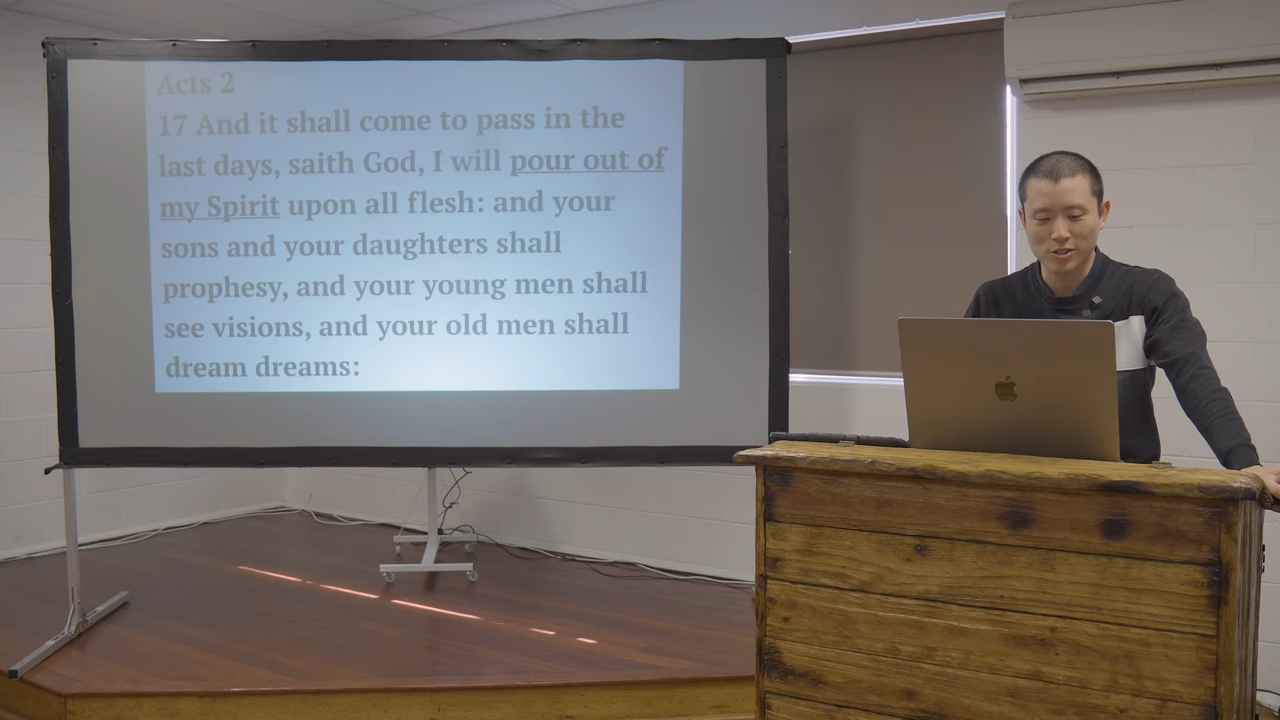 Acts 2
17 And it shall come to pass in the
last days, saith God, I will pour out of
my Spirit upon all flesh: and your
sons and your daughters shall
prophesy, and your young men shall
see visions, and your old men shall
dream dreams: